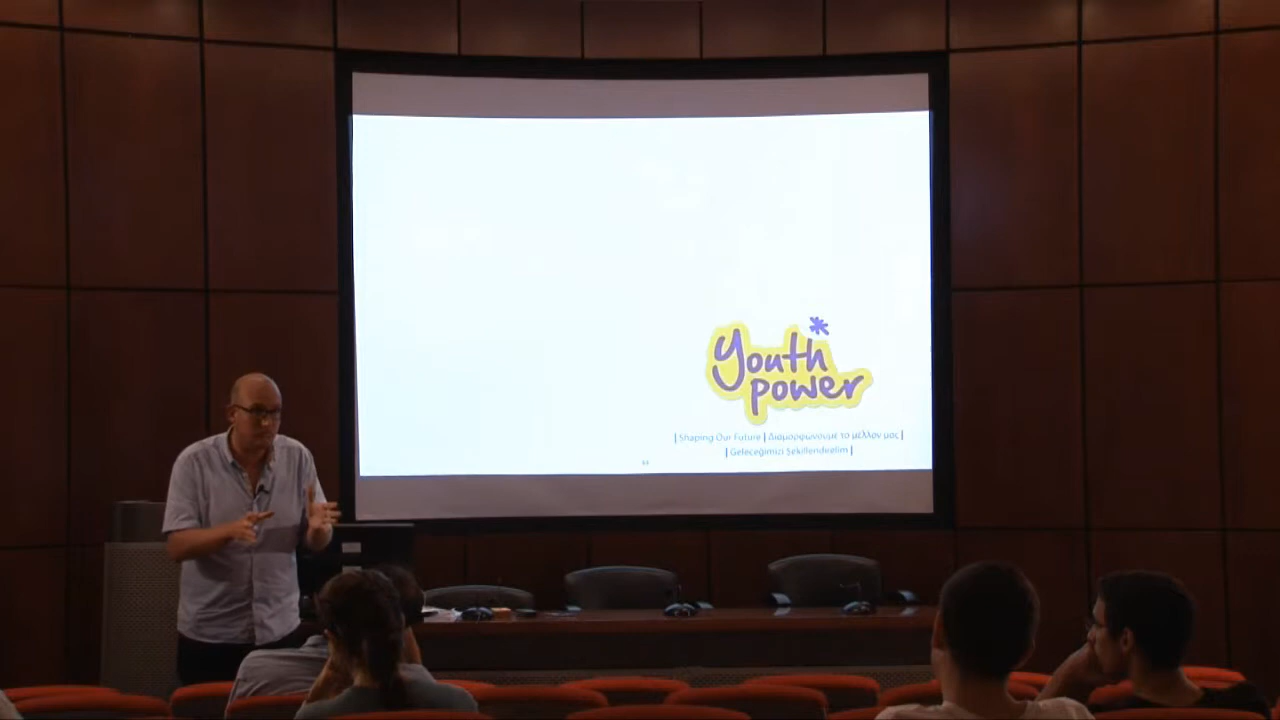 Youth
power
| Shaping Our Future | Διαμορφώνουμε το μέλλον μας |
| Geleceğimizi Şekillendirelim |